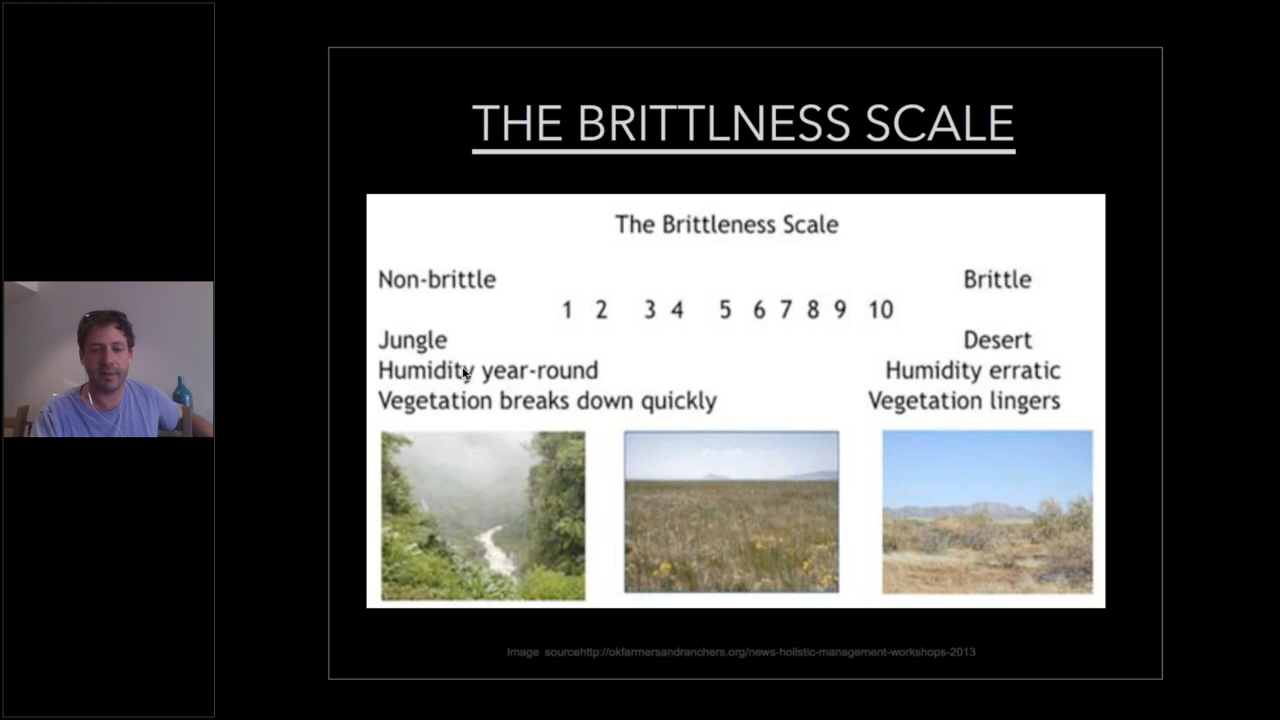 THE BRITTLNESS SCALE
The Brittleness Scale
Non-brittle Brittle
1 2 3 4 5 6 7 8 9 10
Jungle Desert
Humidity year-round Humidity erratic
Vegetation breaks down quickly Vegetation lingers
Image sourcehttp://okfarmersandranchers.org/news-holistic-management-workshops-2013